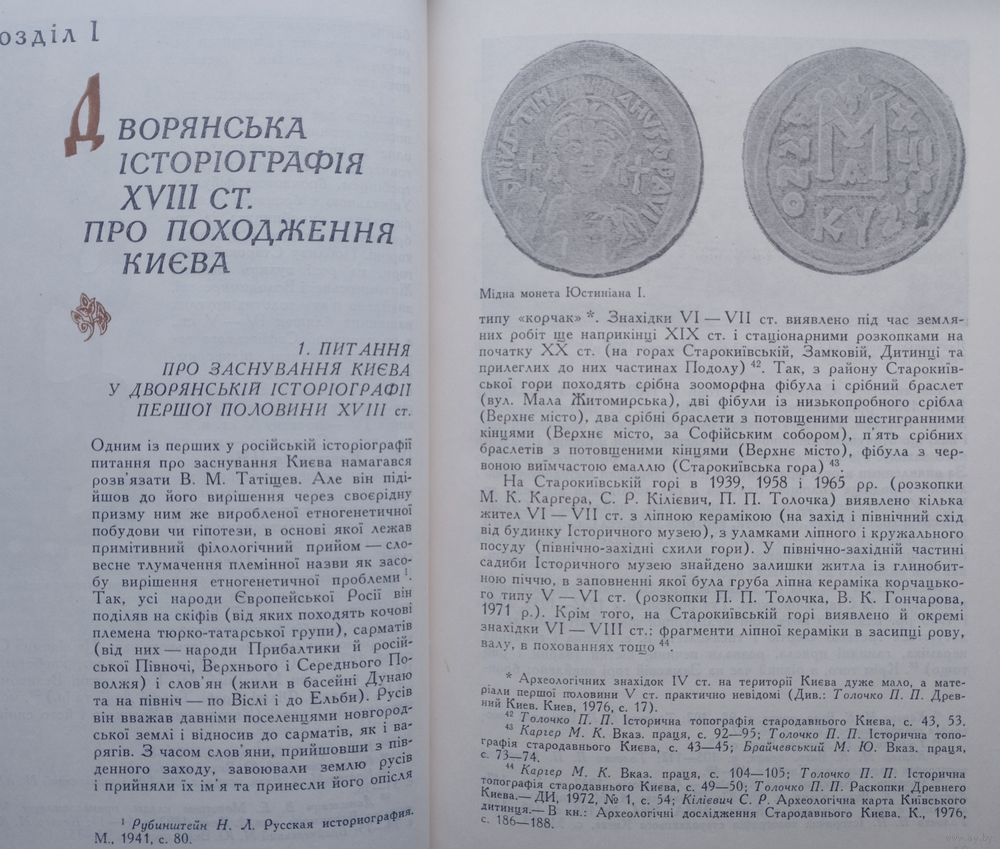 озділ І
ДВОРЯНСЬКА
ІСТОРІОГРАФІЯ
XVIII СТ.
ПРО ПОХОДЖЕННЯ
КИЄВА
1. ПИТАННЯ
ПРО ЗАСНУВАННЯ КИЄВА
У ДВОРЯНСЬКІЙ ІСТОРІОГРАФІЇ
ПЕРШОЇ ПОЛОВИНИ XVIII ст.
Одним із перших у російській історіографії
питання про заснування Києва намагався
розв'язати В. М. Татіщев. Але він піді-
йшов до його вирішення через своєрідну
призму ним же виробленої етногенетичної
побудови чи гіпотези, в основі якої лежав
примітивний філологічний прийом — сло-
весне тлумачення племінної назви як засо-
бу вирішення етногенетичної проблеми 1.
Так, усі народи Європейської Росії він
поділяв на скіфів (від яких походять кочові
племена тюрко-татарської групи), сарматів
(від них — народи Прибалтики й росій-
ської Півночі, Верхнього і Середнього По-
волжя) і слов'ян (жили в басейні Дунаю
та на північ — по Віслі і до Ельби). Русів
він вважав давніми поселенцями новгород-
ської землі і відносив до сарматів, як і ва-
рягів. З часом слов'яни, прийшовши з пів-
денного заходу, завоювали землю русів
і прийняли їх ім'я та принесли його опісля
1 Рубинштейн Н. Л. Русская историография.
М., 1941, с. 80.
Мідна монета Юстиніана І.
типу «корчак» *. Знахідки VI — VII ст. виявлено під час земля-
них робіт ще наприкінці XIX ст. і стаціонарними розкопками на
початку XX ст. (на горах Старокиївській, Замковій, Дитинці та
прилеглих до них частинах Подолу) 42. Так, з району Старокиїв-
ської гори походять срібна зооморфна фібула і срібний браслет
(вул. Мала Житомирська), дві фібули із низькопробного срібла
(Верхнє місто), два срібні браслети з потовщеними шестигранними
кінцями (Верхнє місто, за Софійським собором), п'ять срібних
браслетів з потовщеними кінцями (Верхнє місто), фібула з чер-
воною виїмчастою емаллю (Старокиївська гора) 43.
На Старокиївській горі в 1939, 1958 і 1965 рр. (розкопки
М. К. Каргера, С. Р. Кілієвич, П. П. Толочка) виявлено кілька
жител VI — VII ст. з ліпною керамікою (на захід і північний схід
від будинку Історичного музею), з уламками ліпного і кружального
посуду (північно-західні схили гори). У північно-західній частині
садиби Історичного музею знайдено залишки житла із глинобит-
ною піччю, в заповненні якої була груба ліпна кераміка корчацько-
го типу V — VI ст. (розкопки П. П. Толочка, В. К. Гончарова,
1971 р.). Крім того, на Старокиївській горі виявлено й окремі
знахідки VI — VIII ст.: фрагменти ліпної кераміки в засипці рову,
валу, в похованнях тощо 44.
* Археологічних знахідок IV ст. на території Києва дуже мало, а мате-
ріали першої половини V ст. практично невідомі (Див.: Толочко П. П. Древ-
ний Киев. Киев, 1976, с. 17).
42 Толочко П. П. Історична топографія стародавнього Києва, с. 43, 53.
43 Каргер М. К. Вказ. праця, с. 92—95; Толочко П. П. Історична топо-
графія стародавнього Києва, с. 43—45; Брайчевський М. Ю. Вказ. праця,
с. 73—74.
44 Каргер М. К. Вказ. праця, с. 104—105; Толочко П. П. Історична
топографія стародавнього Києва, с. 49—50; Толочко П. П. Раскопки Древнего
Киева.— ДИ, 1972, № 1, с. 54; Кілієвич С. Р. Археологічна карта Київського
дитинця.— В кн.: Археологічні дослідження Стародавнього Києва. К., 1976,
с. 186—188.